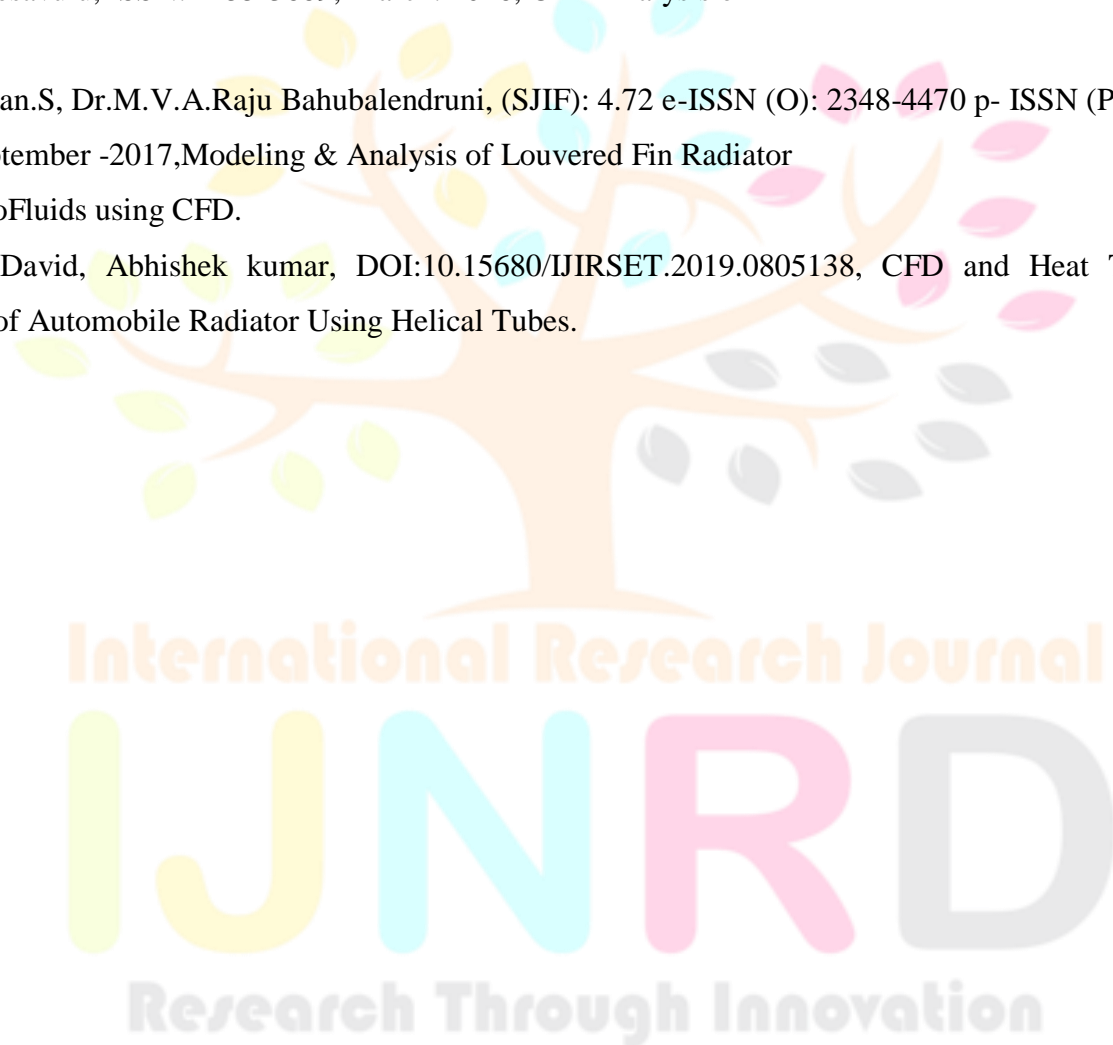 an.S, Dr.M.V.A.Raju Bahubalendruni, (SJIF): 4.72 e-ISSN (O): 2348-4470 p- ISSN (P
tember -2017,Modeling & Analysis of Louvered Fin Radiator
oFluids using CFD.
David, Abhishek kumar, DOI:10.15680/IJIRSET.2019.0805138, CFD and Heat
of Automobile Radiator Using Helical Tubes.
International Research Journal
IJNRD
Research Through Innovation